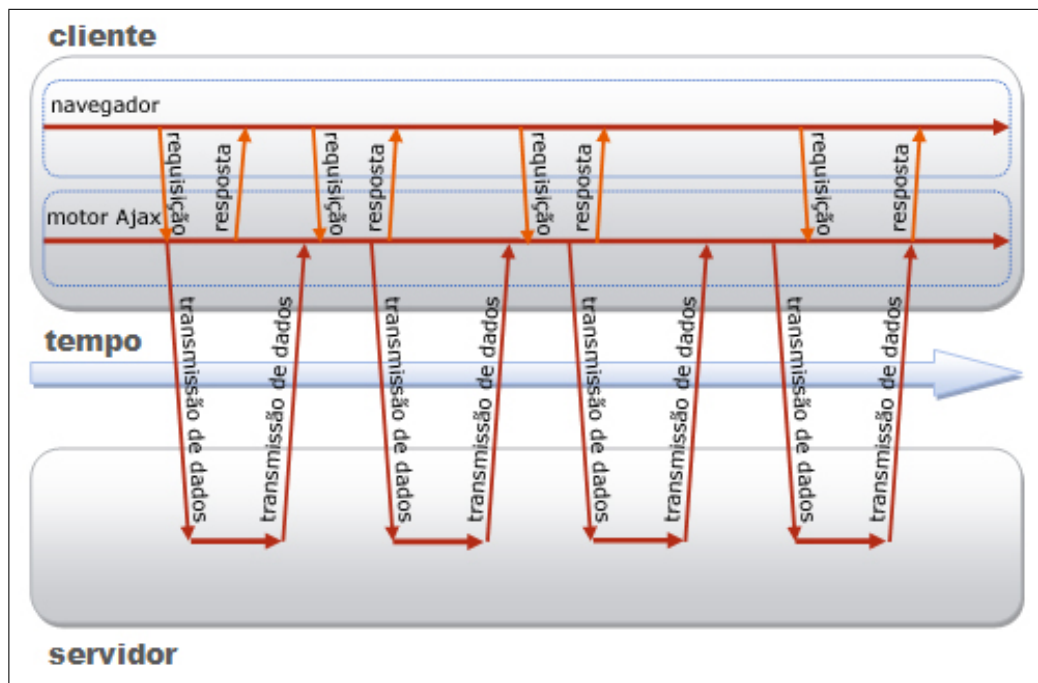 cliente
navegador
requisição
resposta
requisição
resposta
requisição
resposta
requisição
resposta
motor Ajax
transmissão de dados
transmissão de dados
transmissão de dados
transmissão de dados
transmissão de dados
transmissão de dados
transmissão de dados
transmissão de dados
tempo
servidor